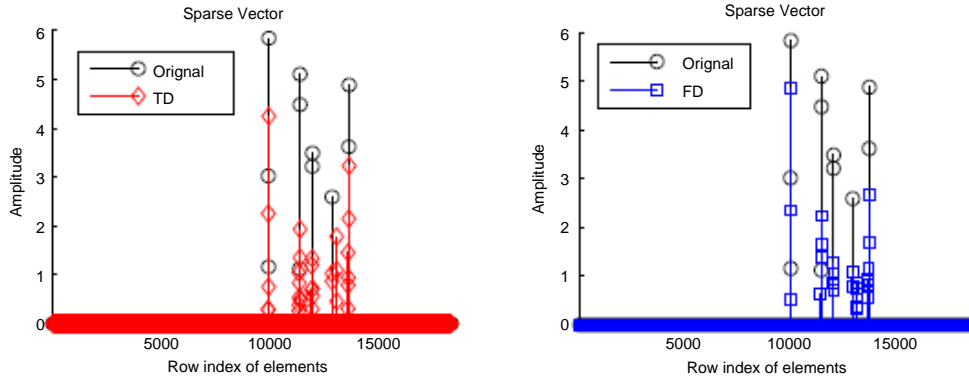 Sparse Vector
6
5
4
3
2
1
0
Amplitude
Orignal
TD
5000
10000
15000
Row index of elements
Sparse Vector
6
5
4
3
2
1
0
Amplitude
Orignal
FD
5000
10000
15000
Row index of elements